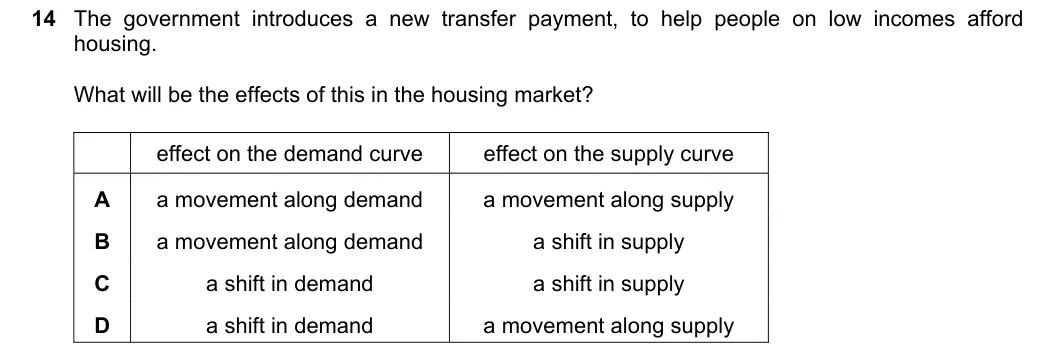 14 The government introduces a new transfer payment, to help people on low incomes afford
housing.
What will be the effects of this in the housing market?
effect on the demand curve effect on the supply curve
A a movement along demand a movement along supply
B a movement along demand a shift in supply
C a shift in demand a shift in supply
D a shift in demand a movement along supply